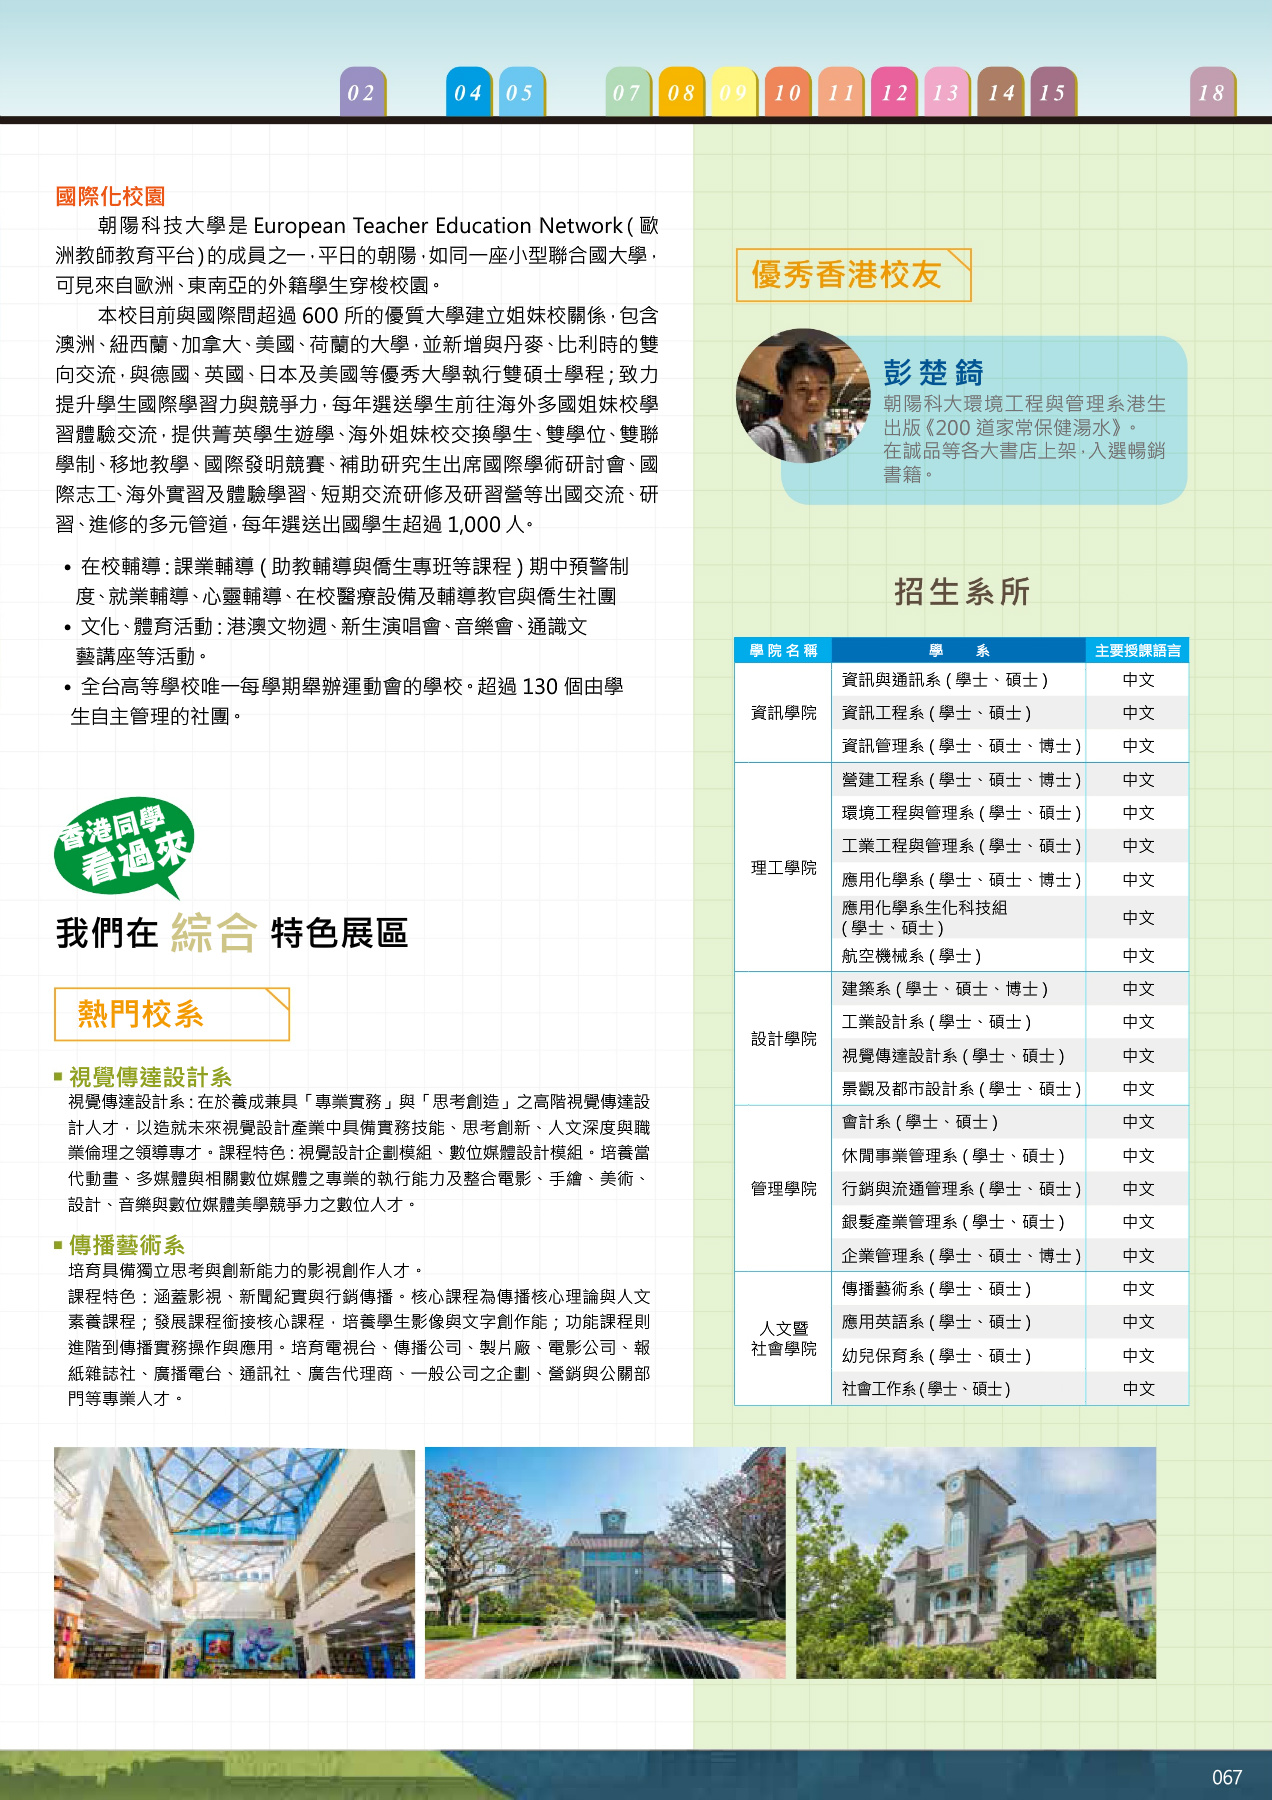 02 04 05 07 08 09 10 11 12 13 14 15 18
國際化校園
朝陽科技大學是 European Teacher Education Network ( 歐
洲教師教育平台 ) 的成員之一，平日的朝陽，如同一座小型聯合國大學，
可見來自歐洲、東南亞的外籍學生穿梭校園。
本校目前與國際間超過 600 所的優質大學建立姐妹校關係，包含
澳洲、紐西蘭、加拿大、美國、荷蘭的大學，並新增與丹麥、比利時的雙
向交流，與德國、英國、日本及美國等優秀大學執行雙碩士學程；致力
提升學生國際學習力與競爭力，每年選送學生前往海外多國姐妹校學
習體驗交流，提供菁英學生遊學、海外姐妹校交換學生、雙學位、雙聯
學制、移地教學、國際發明競賽、補助研究生出席國際學術研討會、國
際志工、海外實習及體驗學習、短期交流研修及研習營等出國交流、研
習、進修的多元管道，每年選送出國學生超過 1,000 人。
• 在校輔導：課業輔導 ( 助教輔導與僑生專班等課程 ) 期中預警制
度、就業輔導、心靈輔導、在校醫療設備及輔導教官與僑生社團
• 文化、體育活動：港澳文物週、新生演唱會、音樂會、通識文
藝講座等活動。
• 全台高等學校唯一每學期舉辦運動會的學校。超過 130 個由學
生自主管理的社團。
香港同學
看過來
我們在 綜合 特色展區
熱門校系
▪ 視覺傳達設計系
視覺傳達設計系：在於養成兼具「專業實務」與「思考創造」之高階視覺傳達設
計人才，以造就未來視覺設計產業中具備實務技能、思考創新、人文深度與職
業倫理之領導專才。課程特色：視覺設計企劃模組、數位媒體設計模組。培養當
代動畫、多媒體與相關數位媒體之專業的執行能力及整合電影、手繪、美術、
設計、音樂與數位媒體美學競爭力之數位人才。
▪ 傳播藝術系
培育具備獨立思考與創新能力的影視創作人才。
課程特色：涵蓋影視、新聞紀實與行銷傳播。核心課程為傳播核心理論與人文
素養課程；發展課程銜接核心課程，培養學生影像與文字創作能；功能課程則
進階到傳播實務操作與應用。培育電視台、傳播公司、製片廠、電影公司、報
紙雜誌社、廣播電台、通訊社、廣告代理商、一般公司之企劃、營銷與公關部
門等專業人才。
優秀香港校友
彭楚錡
朝陽科大環境工程與管理系港生
出版《200 道家常保健湯水》。
在誠品等各大書店上架，入選暢銷
書籍。
招生系所
學院名稱 學 系 主要授課語言
資訊學院
資訊與通訊系 ( 學士、碩士 ) 中文
資訊工程系 ( 學士、碩士 ) 中文
資訊管理系 ( 學士、碩士、博士 ) 中文
理工學院
營建工程系 ( 學士、碩士、博士 ) 中文
環境工程與管理系 ( 學士、碩士 ) 中文
工業工程與管理系 ( 學士、碩士 ) 中文
應用化學系 ( 學士、碩士、博士 ) 中文
應用化學系生化科技組
( 學士、碩士 ) 中文
航空機械系 ( 學士 ) 中文
設計學院
建築系 ( 學士、碩士、博士 ) 中文
工業設計系 ( 學士、碩士 ) 中文
視覺傳達設計系 ( 學士、碩士 ) 中文
景觀及都市設計系 ( 學士、碩士 ) 中文
管理學院
會計系 ( 學士、碩士 ) 中文
休閒事業管理系 ( 學士、碩士 ) 中文
行銷與流通管理系 ( 學士、碩士 ) 中文
銀髮產業管理系 ( 學士、碩士 ) 中文
企業管理系 ( 學士、碩士、博士 ) 中文
人文暨
社會學院
傳播藝術系 ( 學士、碩士 ) 中文
應用英語系 ( 學士、碩士 ) 中文
幼兒保育系 ( 學士、碩士 ) 中文
社會工作系 ( 學士、碩士 ) 中文
067